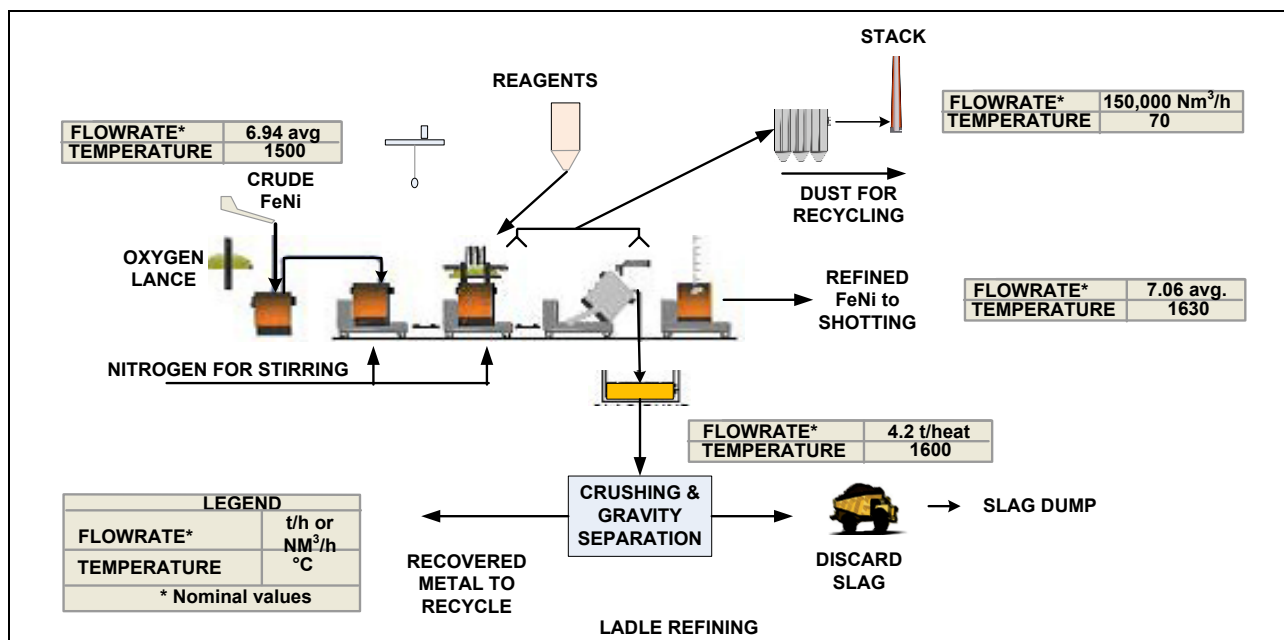 STACK
REAGENTS
FLOWRATE* 150,000 Nm³/h
TEMPERATURE 70
FLOWRATE* 6.94 avg
TEMPERATURE 1500
CRUDE
FeNi
DUST FOR
RECYCLING
OXYGEN
LANCE
REFINED
FeNi to
SHOTTING
FLOWRATE* 7.06 avg.
TEMPERATURE 1630
NITROGEN FOR STIRRING
FLOWRATE* 4.2 t/heat
TEMPERATURE 1600
LEGEND
FLOWRATE* t/h or
NM³/h
TEMPERATURE °C
* Nominal values
CRUSHING &
GRAVITY
SEPARATION
SLAG DUMP
RECOVERED
METAL TO
RECYCLE
DISCARD
SLAG
LADLE REFINING